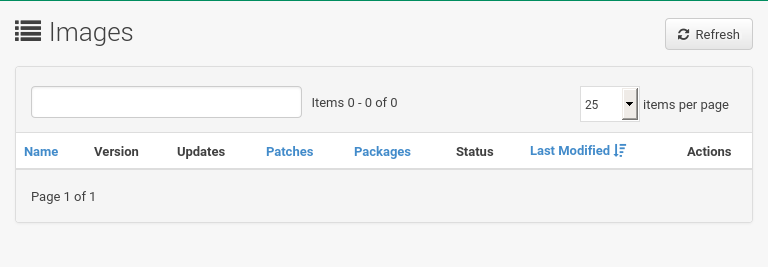 Images
Refresh
Items 0 - 0 of 0
25
items per page
Name Version Updates Patches Packages Status Last Modified Actions
Page 1 of 1